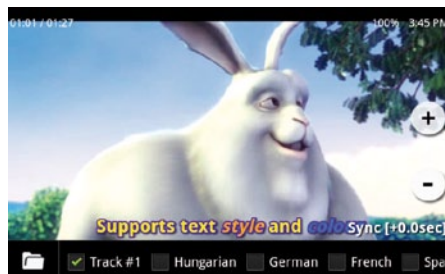 01:01 / 01:27 100% 3:45 PM
+
-
Supports text style and
Sync [+0.0sec]
Track #1 Hungarian German French Spa